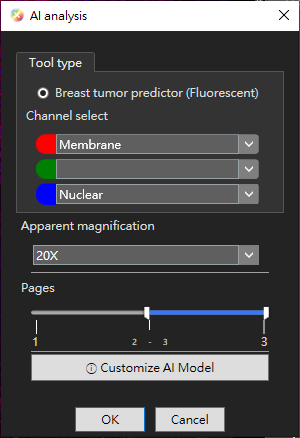 AI analysis
Tool type
Breast tumor predictor (Fluorescent)
Channel select
Membrane
Nuclear
Apparent magnification
20X
Pages
1 2 - 3 3
Customize AI Model
OK Cancel